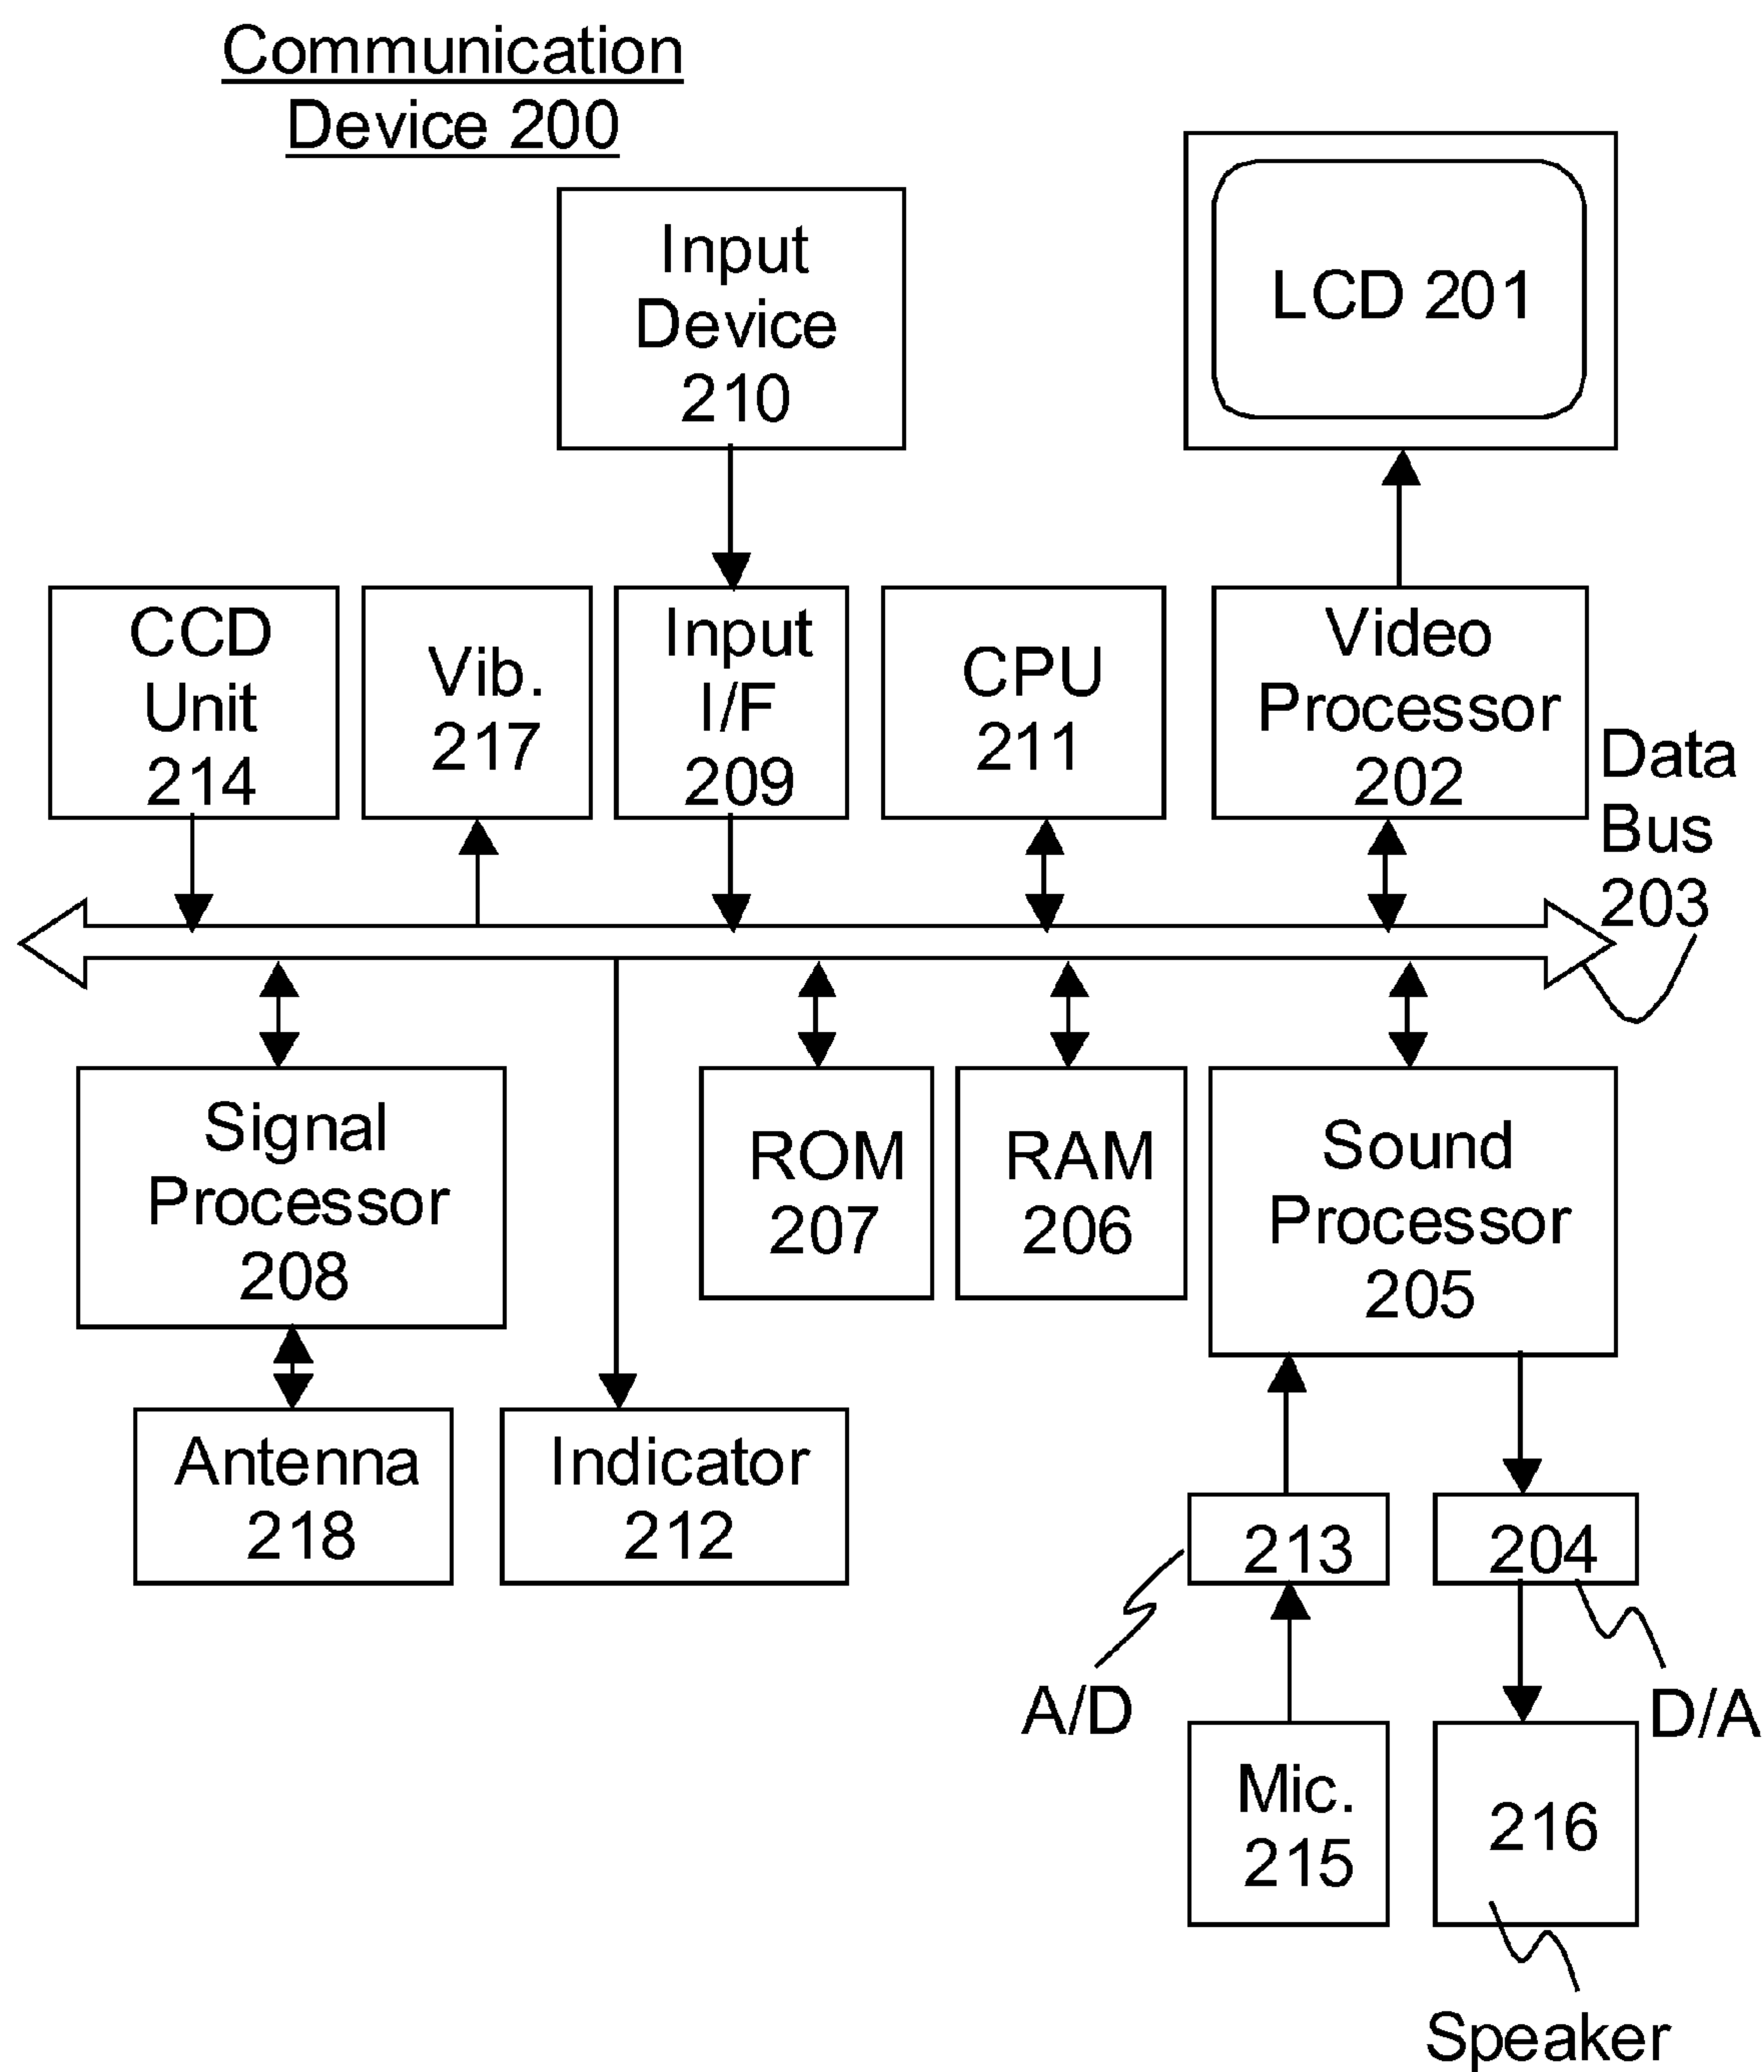 Communication
Device 200
Input
Device
210
LCD 201
CCD
Unit
214
Vib.
217
Input
I/F
209
CPU
211
Video
Processor
202
Data
Bus
203
Signal
Processor
208
ROM
207
RAM
206
Sound
Processor
205
Antenna
218
Indicator
212
213
204
A/D
D/A
Mic.
215
216
Speaker